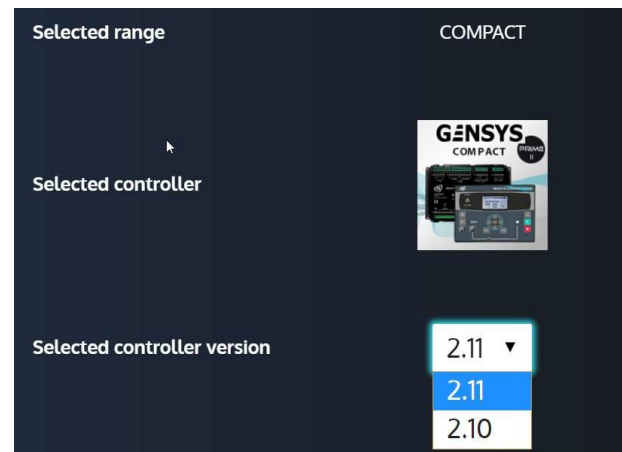 Selected range
COMPACT
GENSYS
COMPACT
PRIME
II
Selected controller
Selected controller version
2.11
2.11
2.10